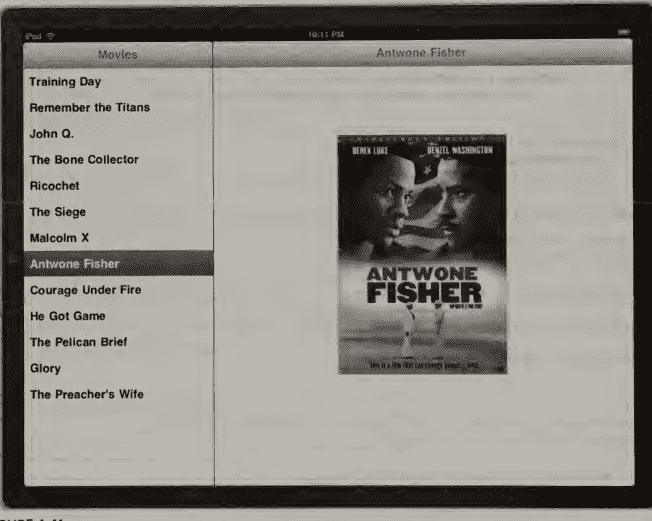 iPad
10:11 PM
Movies
Antwone Fisher
Training Day
Remember the Titans
John Q.
The Bone Collector
Ricochet
The Siege
Malcolm X
Antwone Fisher
Courage Under Fire
He Got Game
The Pelican Brief
Glory
The Preacher's Wife
DEREK LUKE DENZEL WASHINGTON
ANTWONE
FISHER